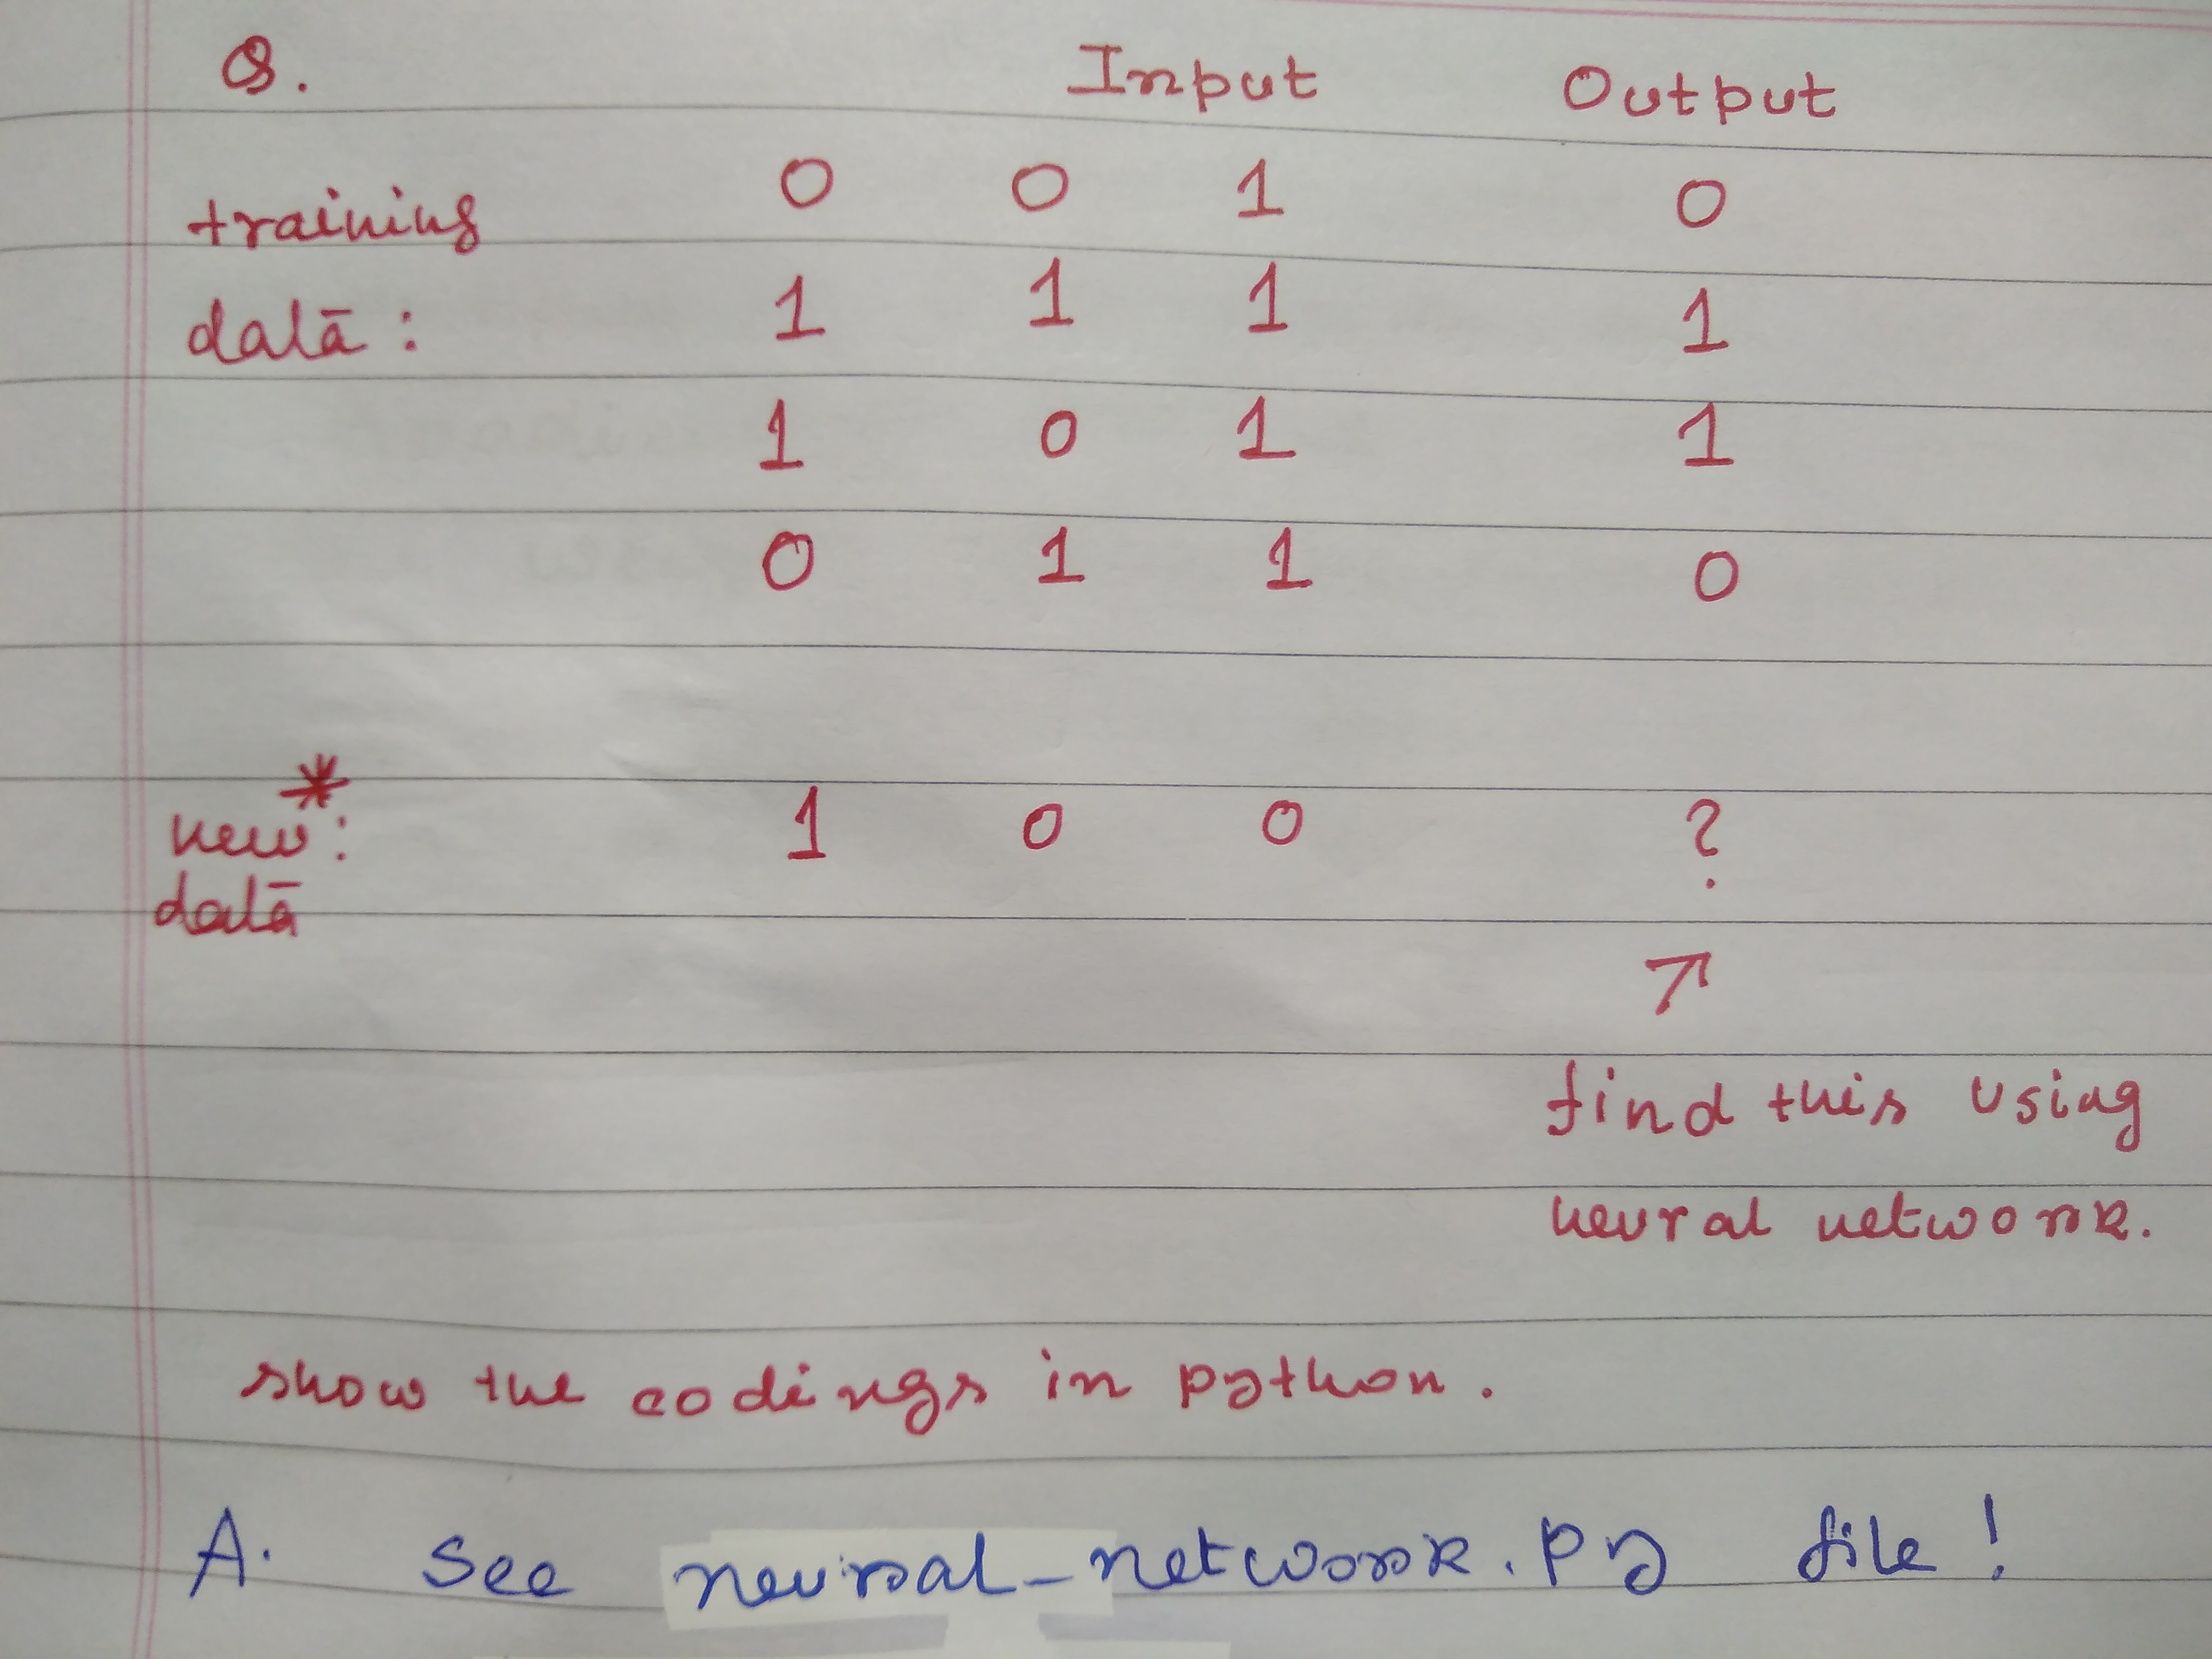 Q. Input Output
training 0 0 1 0
data : 1 1 1 1
1 0 1 1
0 1 1 0
*
new : 1 0 0 ?
data
↗
find this using
neural network.
show the codings in python.
A. See neural_network.py file!